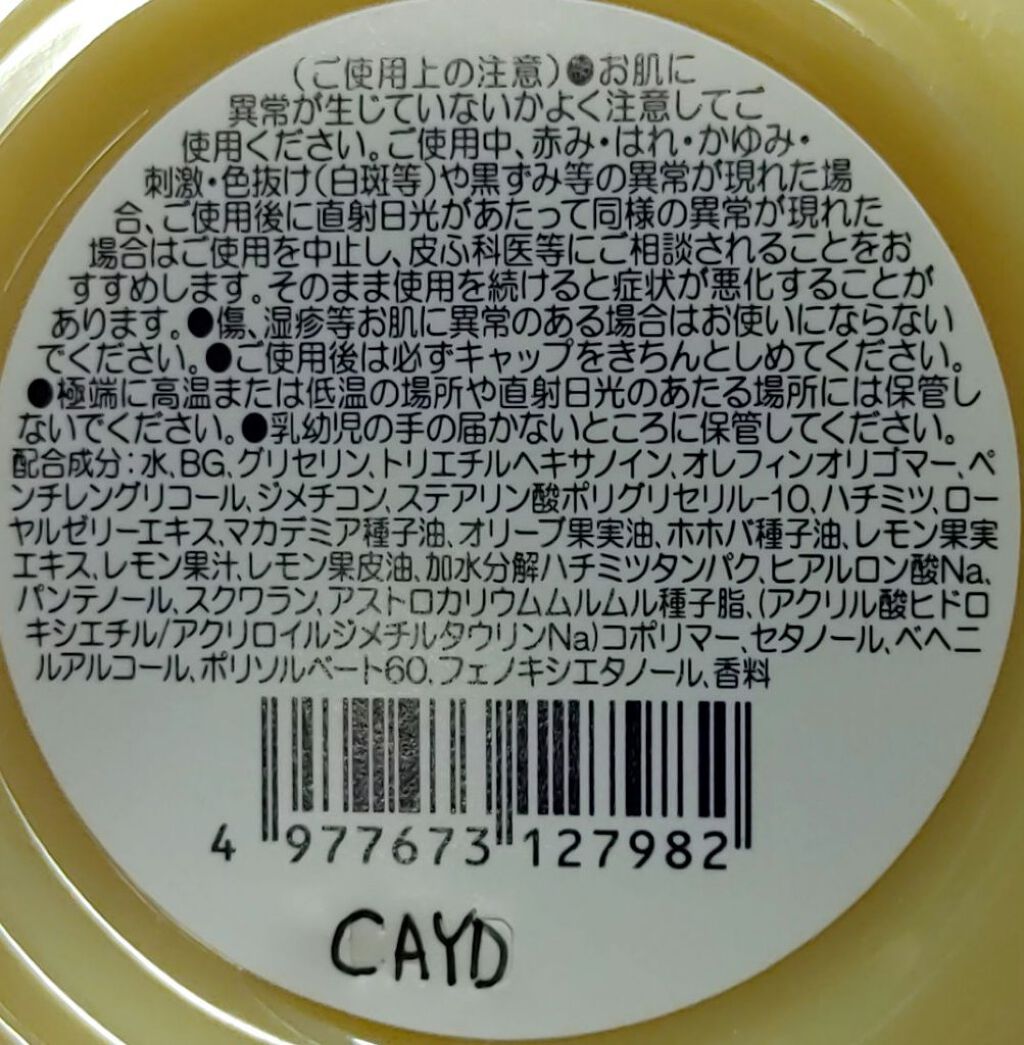 (ご使用上の注意)●お肌に
異常が生じていないかよく注意してご
使用ください。ご使用中、赤み・はれ・かゆみ・
刺激・色抜け(白斑等)や黒ずみ等の異常が現れた場
合、ご使用後に直射日光があたって同様の異常が現れた
場合はご使用を中止し、皮ふ科医等にご相談されることをお
すすめします。そのまま使用を続けると症状が悪化することが
あります。●傷、湿疹等お肌に異常のある場合はお使いにならない
でください。●ご使用後は必ずキャップをきちんとしめてください。
●極端に高温または低温の場所や直射日光のあたる場所には保管し
ないでください。●乳幼児の手の届かないところに保管してください。
配合成分:水、BG、グリセリン、トリエチルヘキサノイン、オレフィンオリゴマー、ペ
ンチレングリコール、ジメチコン、ステアリン酸ポリグリセリル-10、ハチミツ、ロー
ヤルゼリーエキス、マカデミア種子油、オリーブ果実油、ホホバ種子油、レモン果実
エキス、レモン果汁、レモン果皮油、加水分解ハチミツタンパク、ヒアルロン酸Na、
パンテノール、スクワラン、アストロカリウムムルムル種子脂、(アクリル酸ヒドロ
キシエチル/アクリロイルジメチルタウリンNa)コポリマー、セタノール、ベヘニ
ルアルコール、ポリソルベート60、フェノキシエタノール、香料
4 977673 127982
CAYD